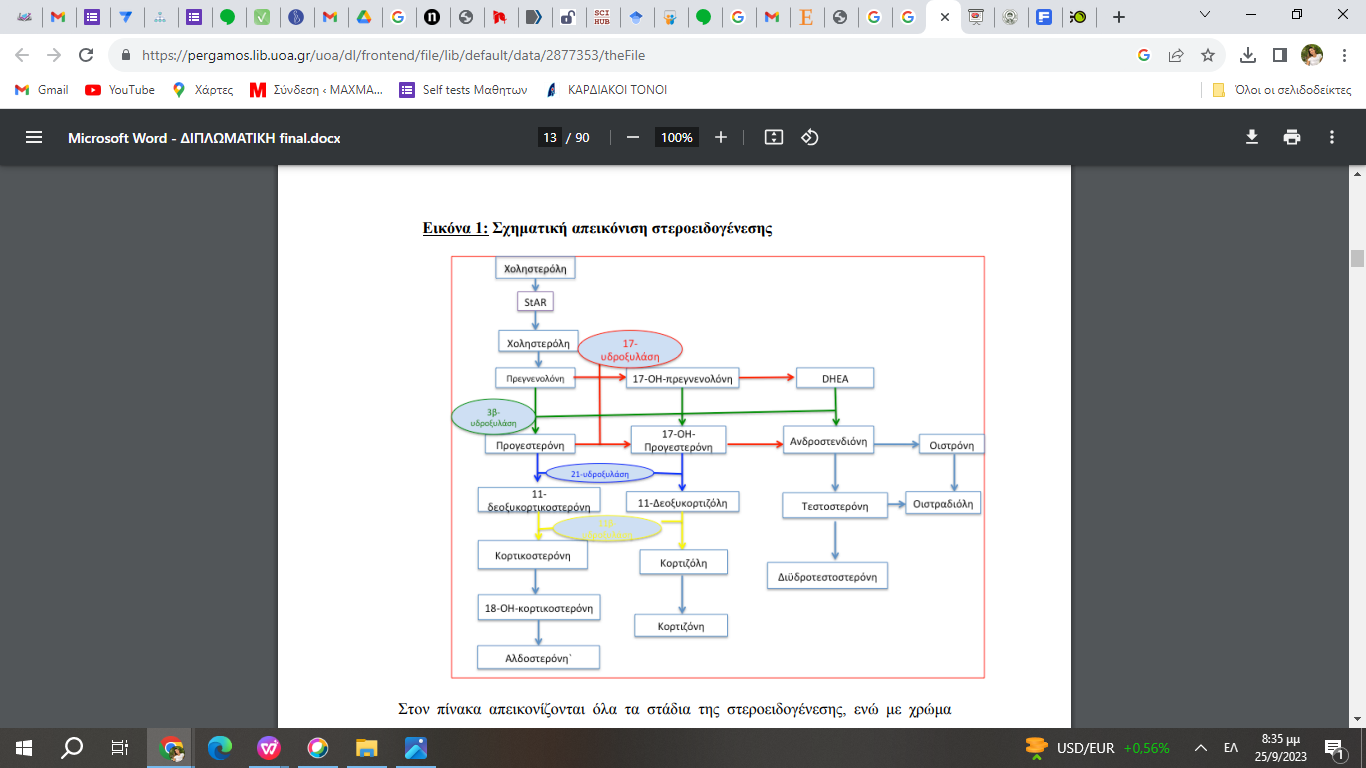 https://pergamos.lib.uoa.gr/uoa/dl/frontend/file/lib/default/data/2877353/theFile
Gmail
YouTube
Χάρτες
Σύνδεση ‹ MAXMA...
Self tests Μαθητων
ΚΑΡΔΙΑΚΟΙ ΤΟΝΟΙ
Όλοι οι σελιδοδείκτες
Microsoft Word - ΔΙΠΛΩΜΑΤΙΚΗ final.docx
13 / 90
100%
Εικόνα 1: Σχηματική απεικόνιση στεροειδογένεσης
Χοληστερόλη
StAR
Χοληστερόλη
17-
υδροξυλάση
Πρεγνενολόνη
17-ΟΗ-πρεγνενολόνη
DHEA
3β-
υδροξυλάση
Προγεστερόνη
17-ΟΗ-
Προγεστερόνη
Ανδροστενδιόνη
Οιστρόνη
21-υδροξυλάση
11-
δεοξυκορτικοστερόνη
11-Δεοξυκορτιζόλη
Τεστοστερόνη
Οιστραδιόλη
Κορτικοστερόνη
Κορτιζόλη
Διϋδροτεστοστερόνη
18-ΟΗ-κορτικοστερόνη
Κορτιζόνη
Αλδοστερόνη`
Στον πίνακα απεικονίζονται όλα τα στάδια της στεροειδογένεσης, ενώ με χρώμα
USD/EUR +0,56%
ΕΛ
8:35 μμ
25/9/2023
1